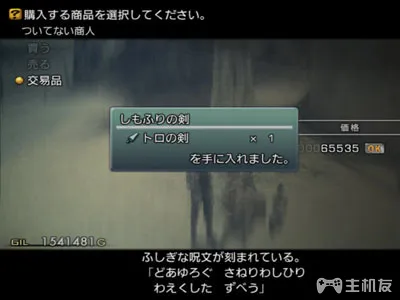 購入する商品を選択してください。
ついてない商人
買う
売る
交易品
しもふりの剣
トロの剣 × 1
を手に入れました。
価格
00065535 OK
GIL 1541481G
ふしぎな呪文が刻まれている。
「どあゆろぐ さねりわしひり
わえくした ずべう」
主机友